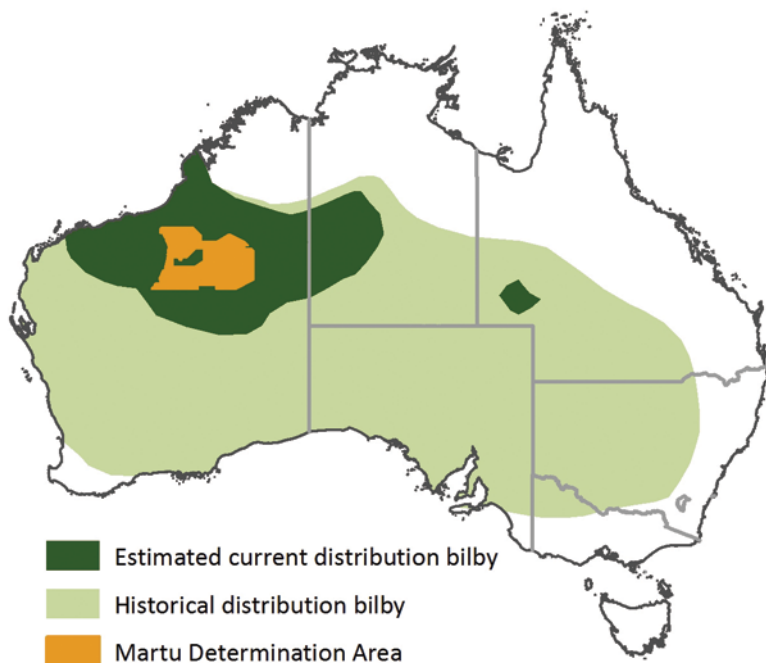 Estimated current distribution bilby
Historical distribution bilby
Martu Determination Area